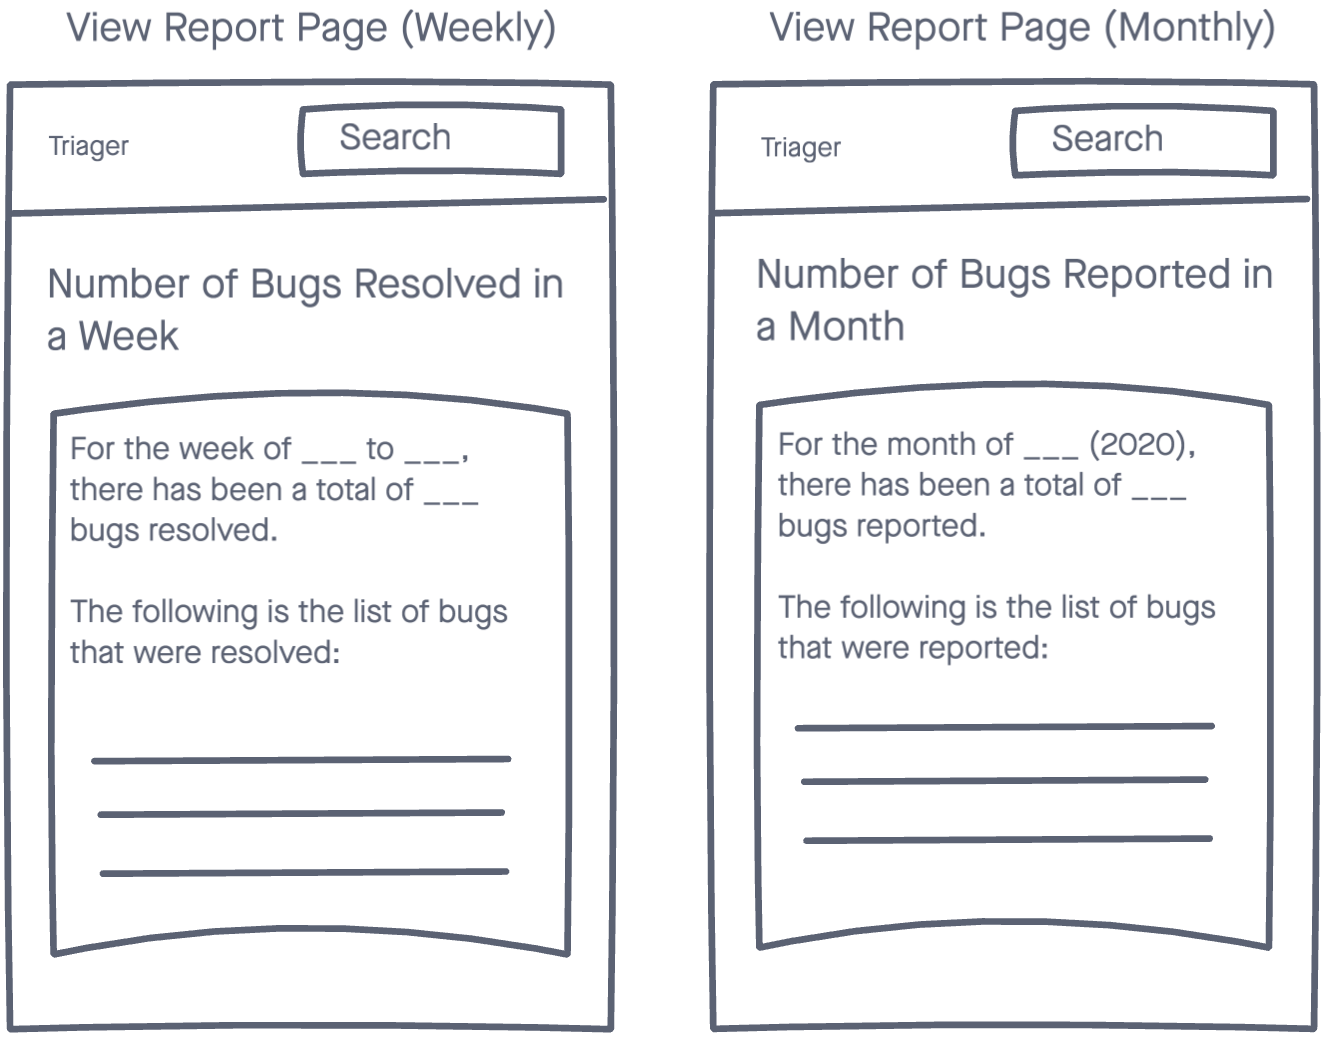 View Report Page (Weekly)
Triager
Search
Number of Bugs Resolved in
a Week
For the week of ___ to ___,
there has been a total of ___
bugs resolved.
The following is the list of bugs
that were resolved:
View Report Page (Monthly)
Triager
Search
Number of Bugs Reported in
a Month
For the month of ___ (2020),
there has been a total of ___
bugs reported.
The following is the list of bugs
that were reported: